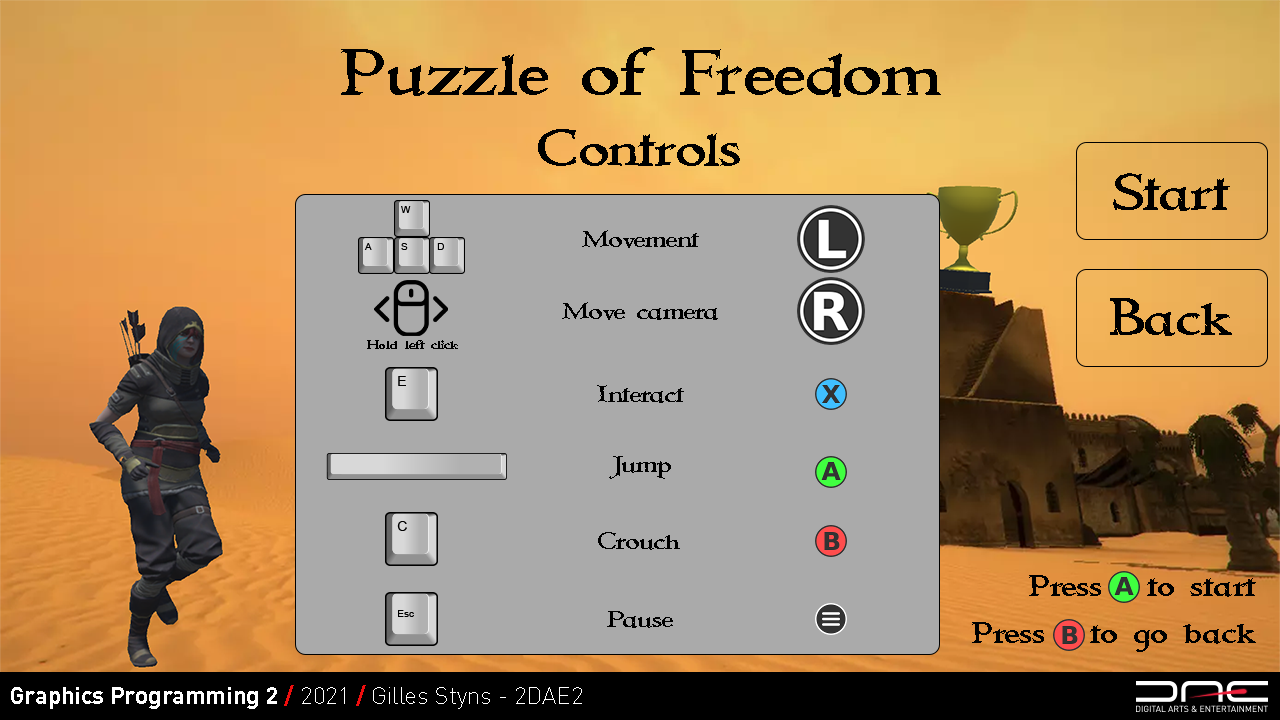 Puzzle of Freedom
Controls
W
A S D
Movement
L
Hold left click
Move camera
R
E
Interact
X
Jump
A
C
Crouch
B
Esc
Pause
Start
Back
Press A to start
Press B to go back
Graphics Programming 2 / 2021 / Gilles Styns - 2DAE2
DAE
DIGITAL ARTS & ENTERTAINMENT